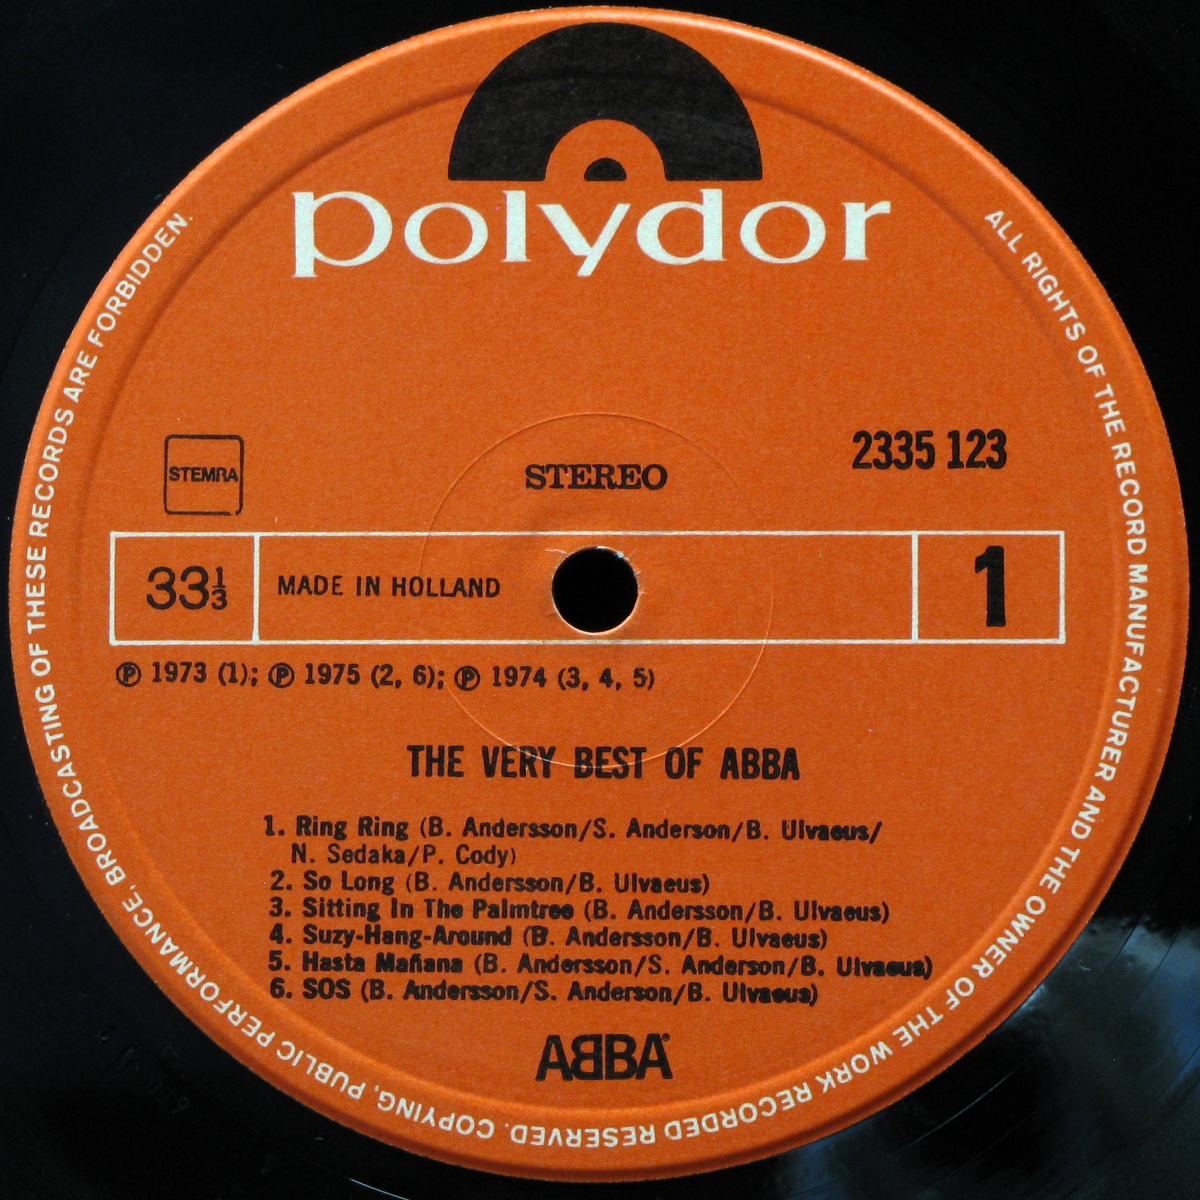 polydor
ALL RIGHTS OF THE RECORD MANUFACTURER AND THE OWNER OF THE WORK RECORDED RESERVED. COPYING, PUBLIC PERFORMANCE, BROADCASTING OF THESE RECORDS ARE FORBIDDEN.
2335 123
STEMRA
STEREO
33⅓
MADE IN HOLLAND
1
Ⓟ 1973 (1); Ⓟ 1975 (2, 6); Ⓟ 1974 (3, 4, 5)
THE VERY BEST OF ABBA
1. Ring Ring (B. Andersson/S. Anderson/B. Ulvaeus/
N. Sedaka/P. Cody)
2. So Long (B. Andersson/B. Ulvaeus)
3. Sitting In The Palmtree (B. Andersson/B. Ulvaeus)
4. Suzy-Hang-Around (B. Andersson/B. Ulvaeus)
5. Hasta Mañana (B. Andersson/S. Anderson/B. Ulvaeus)
6. SOS (B. Andersson/S. Anderson/B. Ulvaeus)
ABBA®